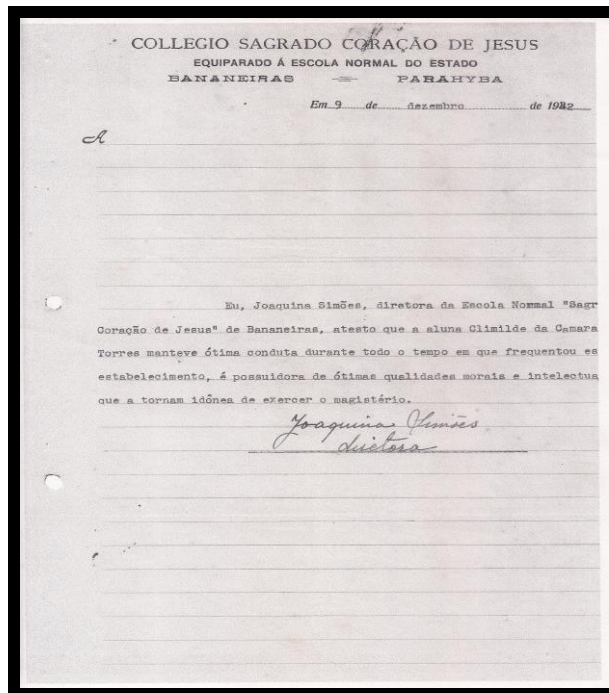 COLLEGIO SAGRADO CORAÇÃO DE JESUS
EQUIPARADO Á ESCOLA NORMAL DO ESTADO
BANANEIRAS — PARAHYBA
Em 9 de dezembro de
A
Eu, Joaquina Simões, diretora da Escola Normal "Sagr
Coração de Jesus" de Bananeiras, atesto que a aluna Climilde da Camara
Torres manteve ótima conduta durante todo o tempo em que frequentou es
estabelecimento, é possuidora de ótimas qualidades morais e intelectua
que a tornam idônea de exercer o magistério.
Joaquina Simões
diretora